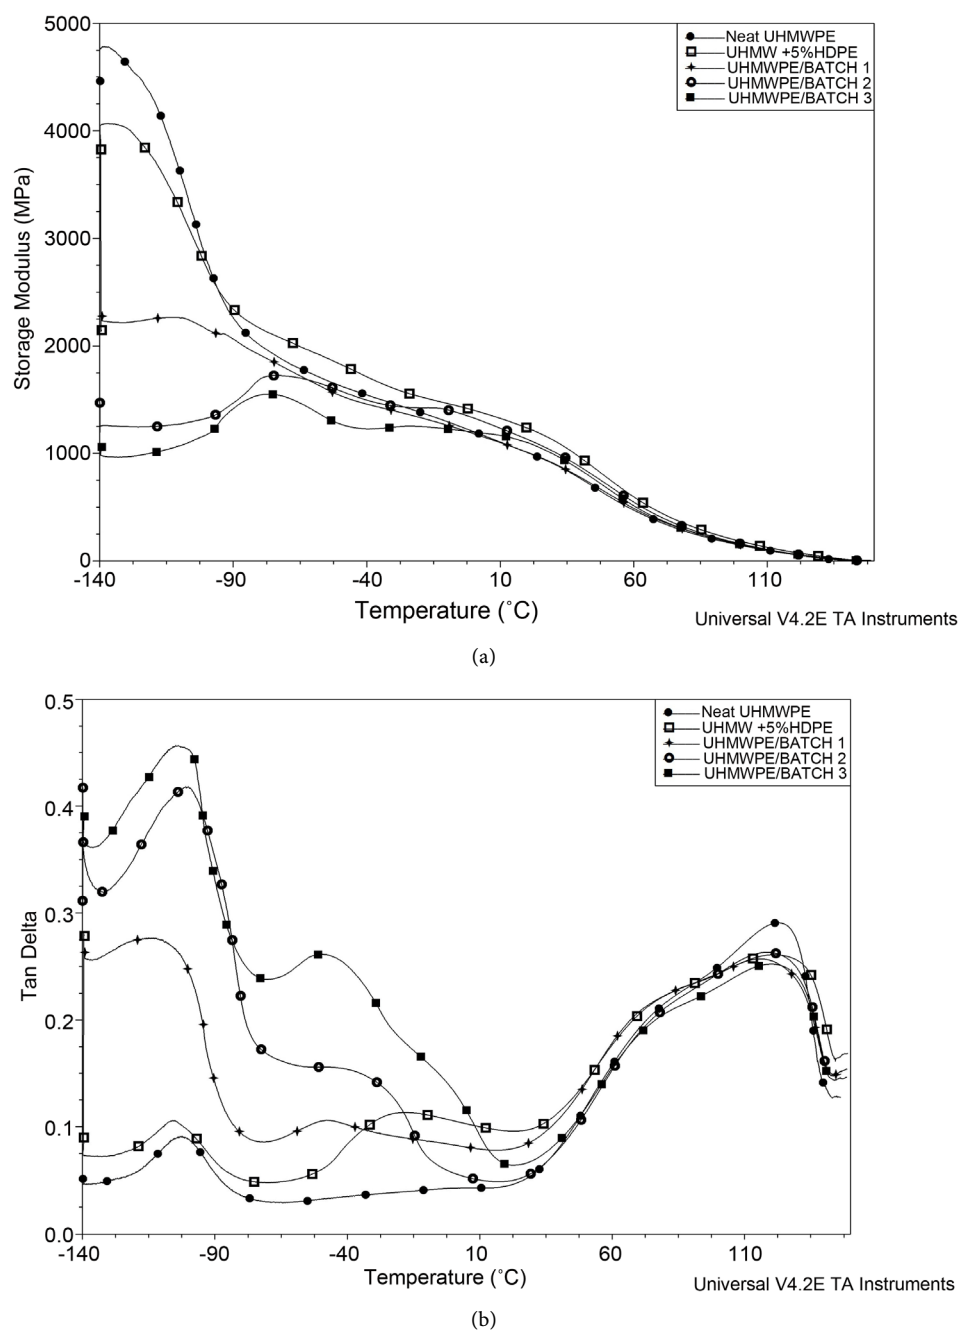 5000
4000
3000
2000
1000
0
Storage Modulus (MPa)
Neat UHMWPE
UHMW +5%HDPE
UHMWPE/BATCH 1
UHMWPE/BATCH 2
UHMWPE/BATCH 3
-140 -90 -40 10 60 110
Temperature (˚C)
Universal V4.2E TA Instruments
(a)
0.5
0.4
0.3
0.2
0.1
0.0
Tan Delta
Neat UHMWPE
UHMW +5%HDPE
UHMWPE/BATCH 1
UHMWPE/BATCH 2
UHMWPE/BATCH 3
-140 -90 -40 10 60 110
Temperature (˚C)
Universal V4.2E TA Instruments
(b)